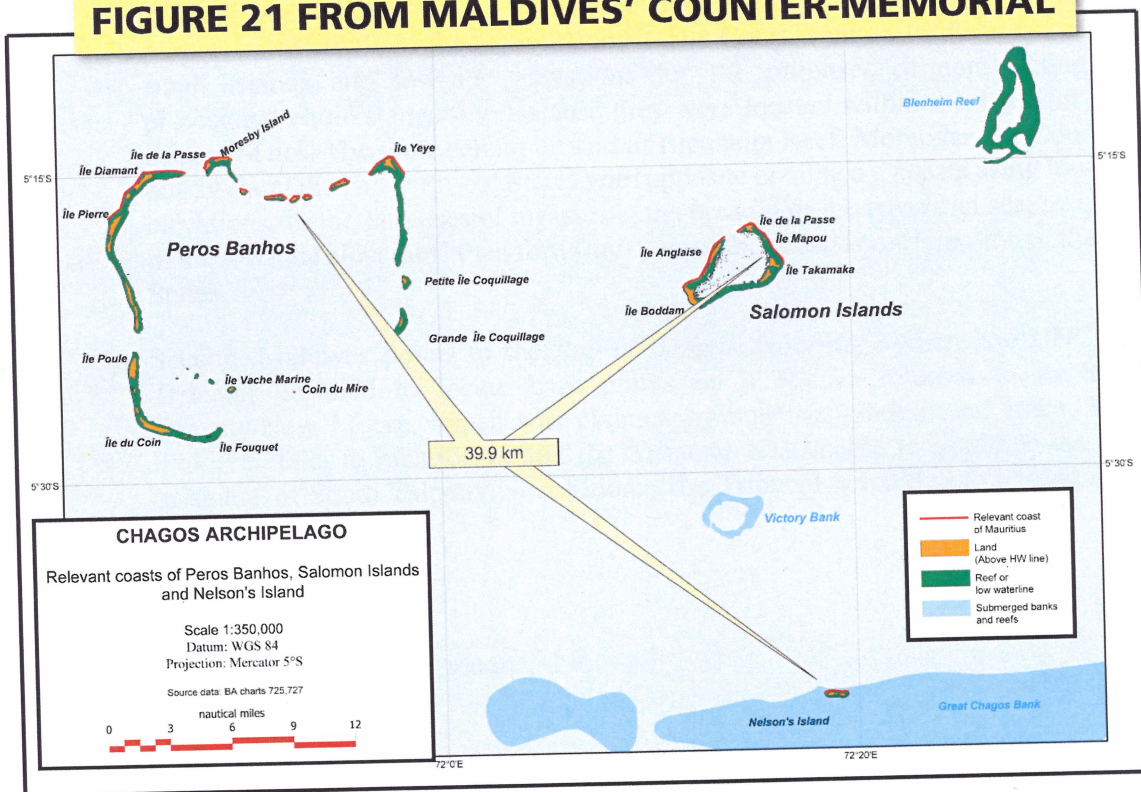 FIGURE 21 FROM MALDIVES' COUNTER-MEMORIAL
Blenheim Reef
Moresby Island
Île de la Passe
Île Yeye
Île Diamant
5°15'S
5°15'S
Île Pierre
Peros Banhos
Île de la Passe
Île Mapou
Île Anglaise
Île Takamaka
Petite Île Coquillage
Île Boddam
Salomon Islands
Grande Île Coquillage
Île Poule
Île Vache Marine
Coin du Mire
Île du Coin
Île Fouquet
39.9 km
5°30'S
5°30'S
Victory Bank
Relevant coast
of Mauritius
Land
(Above HW line)
Reef or
low waterline
Submerged banks
and reefs
CHAGOS ARCHIPELAGO
Relevant coasts of Peros Banhos, Salomon Islands
and Nelson's Island
Scale 1:350,000
Datum: WGS 84
Projection: Mercator 5°S
Source data: BA charts 725,727
nautical miles
0 3 6 9 12
Nelson's Island
Great Chagos Bank
72°0'E
72°20'E